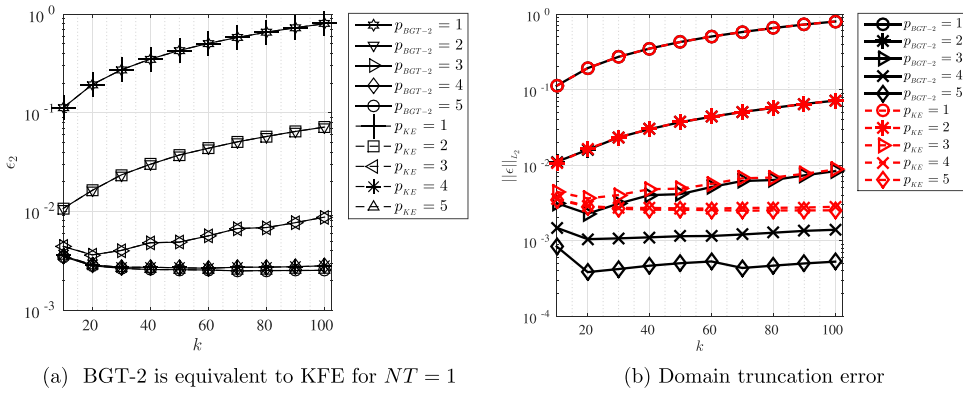 10^0
10^-1
10^-2
10^-3
ϵ_2
20 40 60 80 100
k
p_BGT−2 = 1
p_BGT−2 = 2
p_BGT−2 = 3
p_BGT−2 = 4
p_BGT−2 = 5
p_KE = 1
p_KE = 2
p_KE = 3
p_KE = 4
p_KE = 5
(a) BGT-2 is equivalent to KFE for NT = 1
10^0
10^-1
10^-2
10^-3
10^-4
||ϵ||_L_2
20 40 60 80 100
k
p_BGT−2 = 1
p_BGT−2 = 2
p_BGT−2 = 3
p_BGT−2 = 4
p_BGT−2 = 5
p_KE = 1
p_KE = 2
p_KE = 3
p_KE = 4
p_KE = 5
(b) Domain truncation error